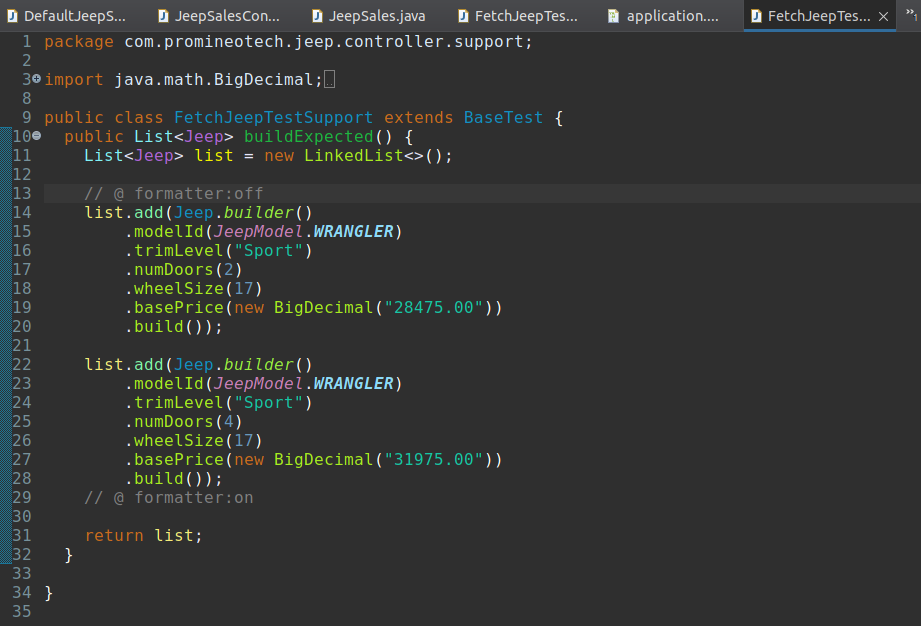 DefaultJeepS... JeepSalesCon... JeepSales.java FetchJeepTes... application.... FetchJeepTes... »1
1 package com.promineotech.jeep.controller.support;
2
3 import java.math.BigDecimal;
8
9 public class FetchJeepTestSupport extends BaseTest {
10   public List<Jeep> buildExpected() {
11     List<Jeep> list = new LinkedList<>();
12
13     // @ formatter:off
14     list.add(Jeep.builder()
15         .modelId(JeepModel.WRANGLER)
16         .trimLevel("Sport")
17         .numDoors(2)
18         .wheelSize(17)
19         .basePrice(new BigDecimal("28475.00"))
20         .build());
21
22     list.add(Jeep.builder()
23         .modelId(JeepModel.WRANGLER)
24         .trimLevel("Sport")
25         .numDoors(4)
26         .wheelSize(17)
27         .basePrice(new BigDecimal("31975.00"))
28         .build());
29     // @ formatter:on
30
31     return list;
32   }
33
34 }
35